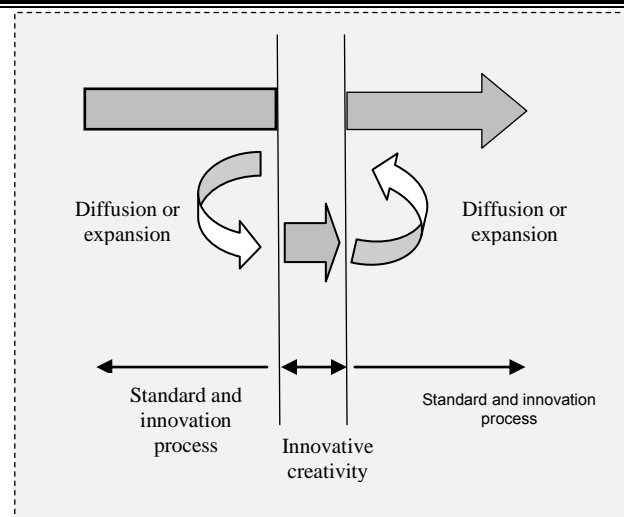 Diffusion or
expansion
Diffusion or
expansion
Standard and
innovation
process
Innovative
creativity
Standard and innovation
process